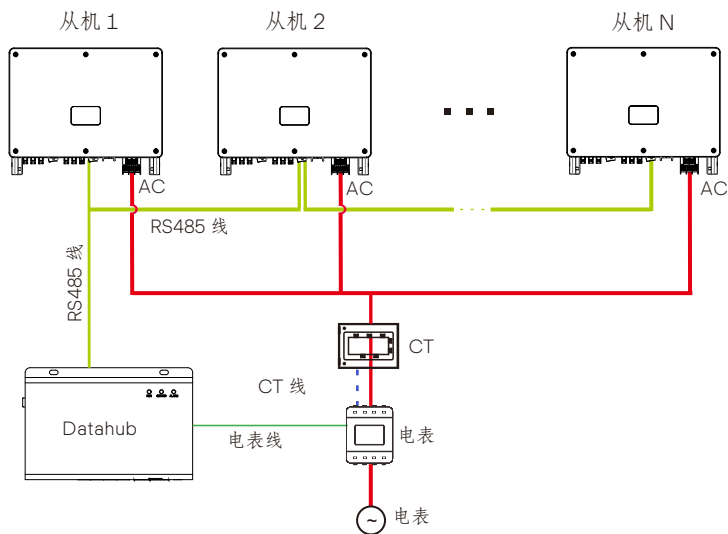 从机 1
从机 2
从机 N
AC
AC
AC
RS485 线
RS485 线
CT
CT 线
Datahub
电表线
电表
~
电表